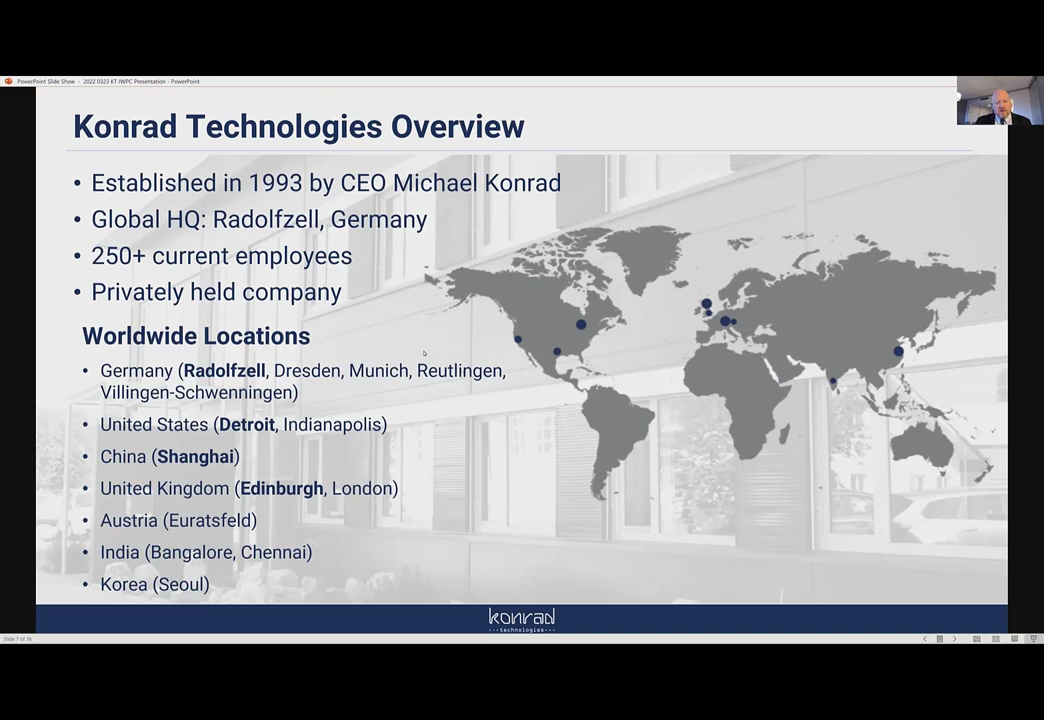 PowerPoint Slide Show - 2022 0323 KT IWPC Presentation - PowerPoint
Konrad Technologies Overview
• Established in 1993 by CEO Michael Konrad
• Global HQ: Radolfzell, Germany
• 250+ current employees
• Privately held company
Worldwide Locations
• Germany (Radolfzell, Dresden, Munich, Reutlingen,
Villingen-Schwenningen)
• United States (Detroit, Indianapolis)
• China (Shanghai)
• United Kingdom (Edinburgh, London)
• Austria (Euratsfeld)
• India (Bangalore, Chennai)
• Korea (Seoul)
konrad
technologies
Slide 7 of 76